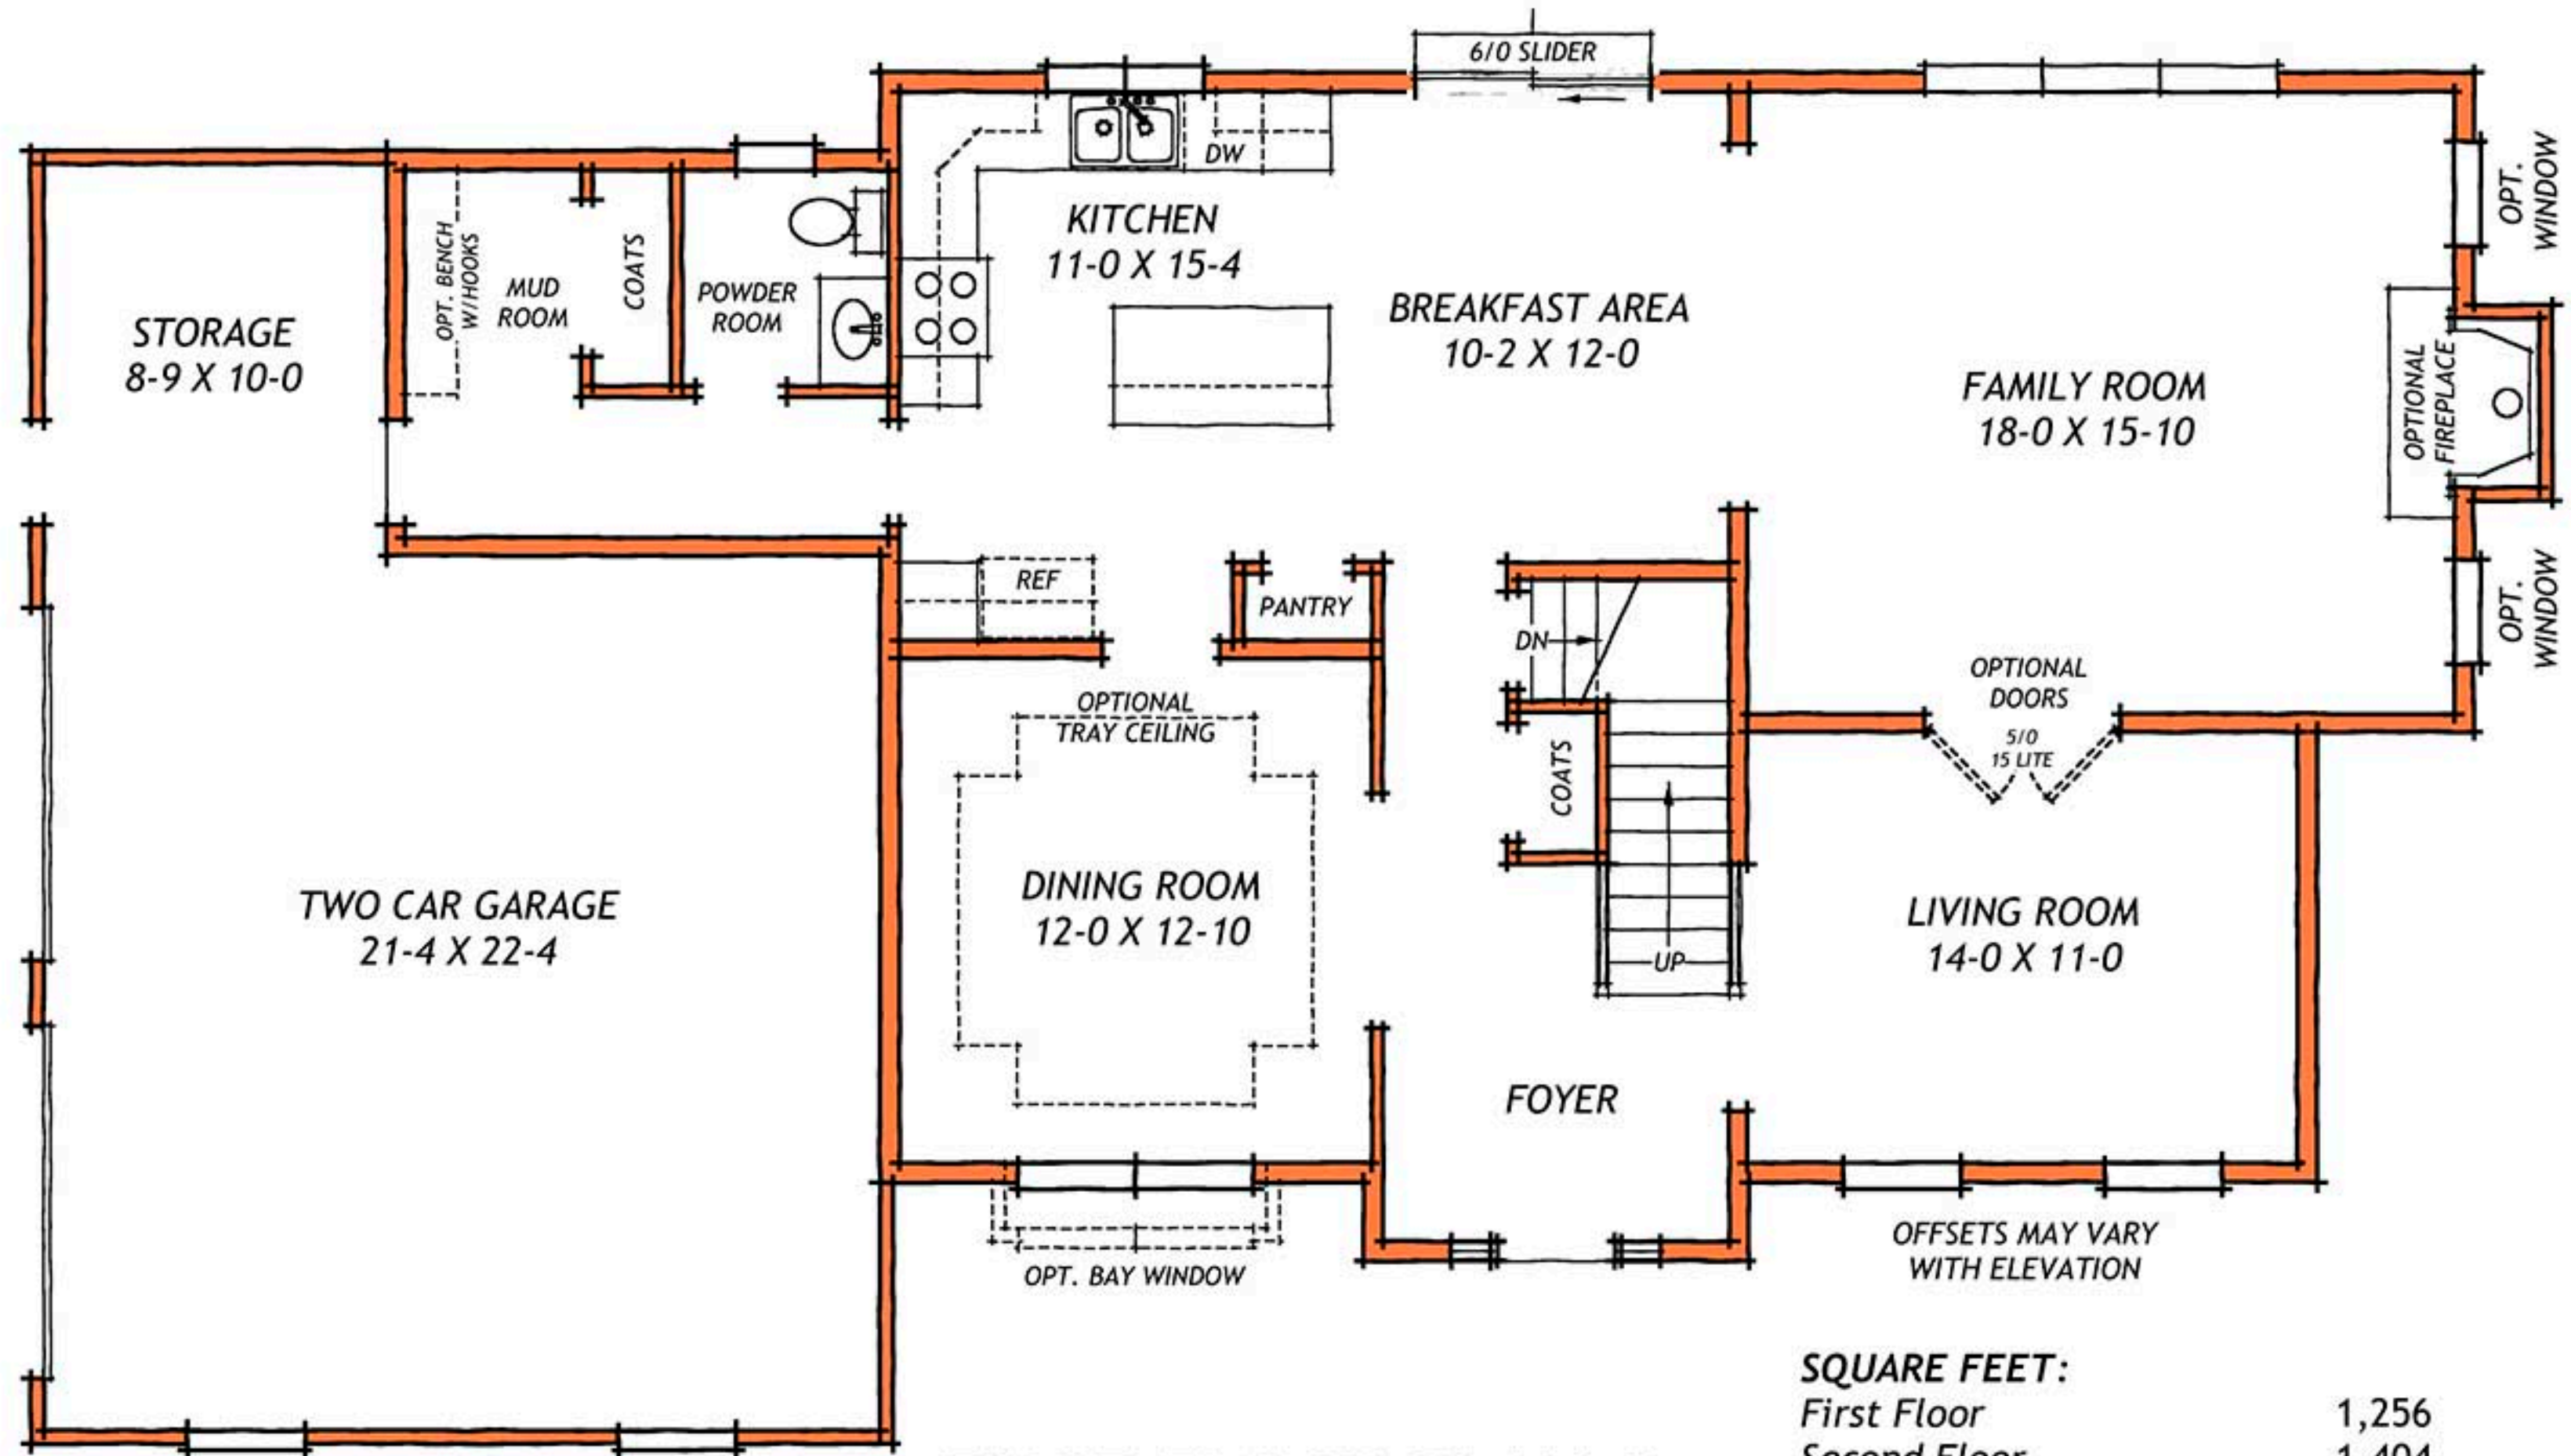 6/0 SLIDER
DW
KITCHEN
11-0 X 15-4
OPT.
WINDOW
OPT. BENCH
W/HOOKS
MUD
ROOM
COATS
POWDER
ROOM
STORAGE
8-9 X 10-0
BREAKFAST AREA
10-2 X 12-0
FAMILY ROOM
18-0 X 15-10
OPTIONAL
FIREPLACE
REF
PANTRY
DN
OPT.
WINDOW
OPTIONAL
DOORS
5/0
15 LITE
OPTIONAL
TRAY CEILING
COATS
TWO CAR GARAGE
21-4 X 22-4
DINING ROOM
12-0 X 12-10
UP
LIVING ROOM
14-0 X 11-0
FOYER
OPT. BAY WINDOW
OFFSETS MAY VARY
WITH ELEVATION
SQUARE FEET:
First Floor 1,256
Second Floor 1,404